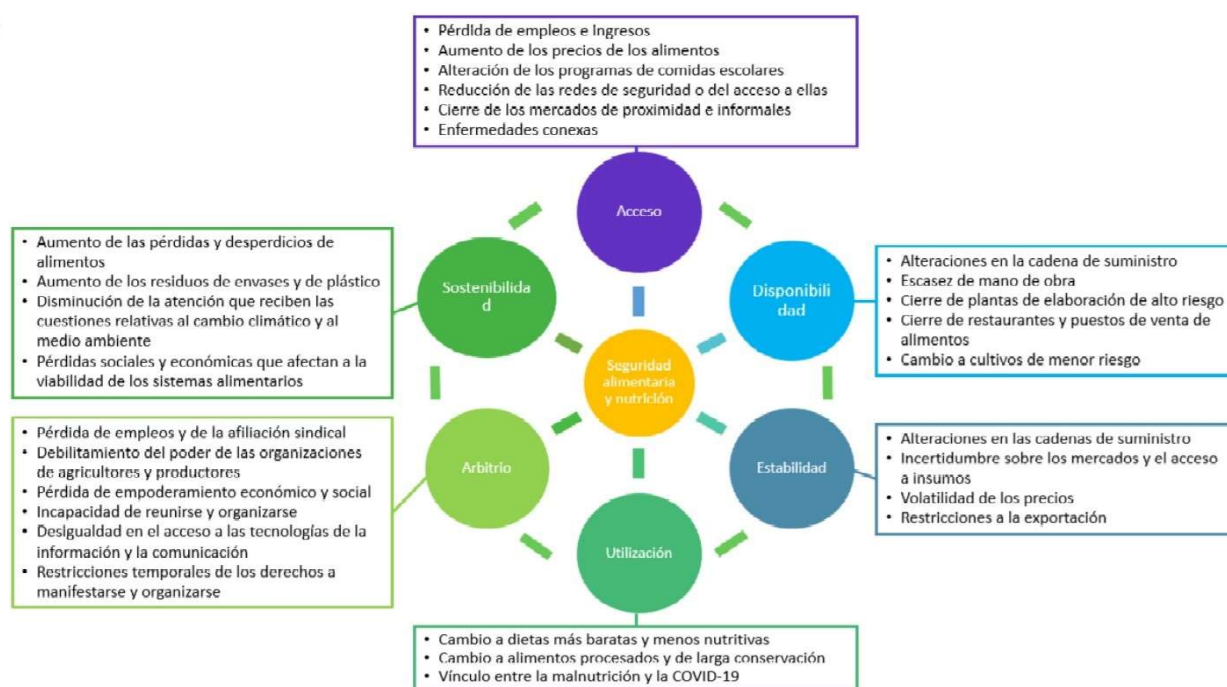 • Pérdida de empleos e ingresos
• Aumento de los precios de los alimentos
• Alteración de los programas de comidas escolares
• Reducción de las redes de seguridad o del acceso a ellas
• Cierre de los mercados de proximidad e informales
• Enfermedades conexas
Acceso
• Aumento de las pérdidas y desperdicios de
alimentos
• Aumento de los residuos de envases y de plástico
• Disminución de la atención que reciben las
cuestiones relativas al cambio climático y al
medio ambiente
• Pérdidas sociales y económicas que afectan a la
viabilidad de los sistemas alimentarios
Sostenibilida
d
Disponibili
dad
• Alteraciones en la cadena de suministro
• Escasez de mano de obra
• Cierre de plantas de elaboración de alto riesgo
• Cierre de restaurantes y puestos de venta de
alimentos
• Cambio a cultivos de menor riesgo
Seguridad
alimentaria
y nutrición
• Pérdida de empleos y de la afiliación sindical
• Debilitamiento del poder de las organizaciones
de agricultores y productores
• Pérdida de empoderamiento económico y social
• Incapacidad de reunirse y organizarse
• Desigualdad en el acceso a las tecnologías de la
información y la comunicación
• Restricciones temporales de los derechos a
manifestarse y organizarse
Arbitrio
Estabilidad
• Alteraciones en las cadenas de suministro
• Incertidumbre sobre los mercados y el acceso
a insumos
• Volatilidad de los precios
• Restricciones a la exportación
Utilización
• Cambio a dietas más baratas y menos nutritivas
• Cambio a alimentos procesados y de larga conservación
• Vínculo entre la malnutrición y la COVID-19